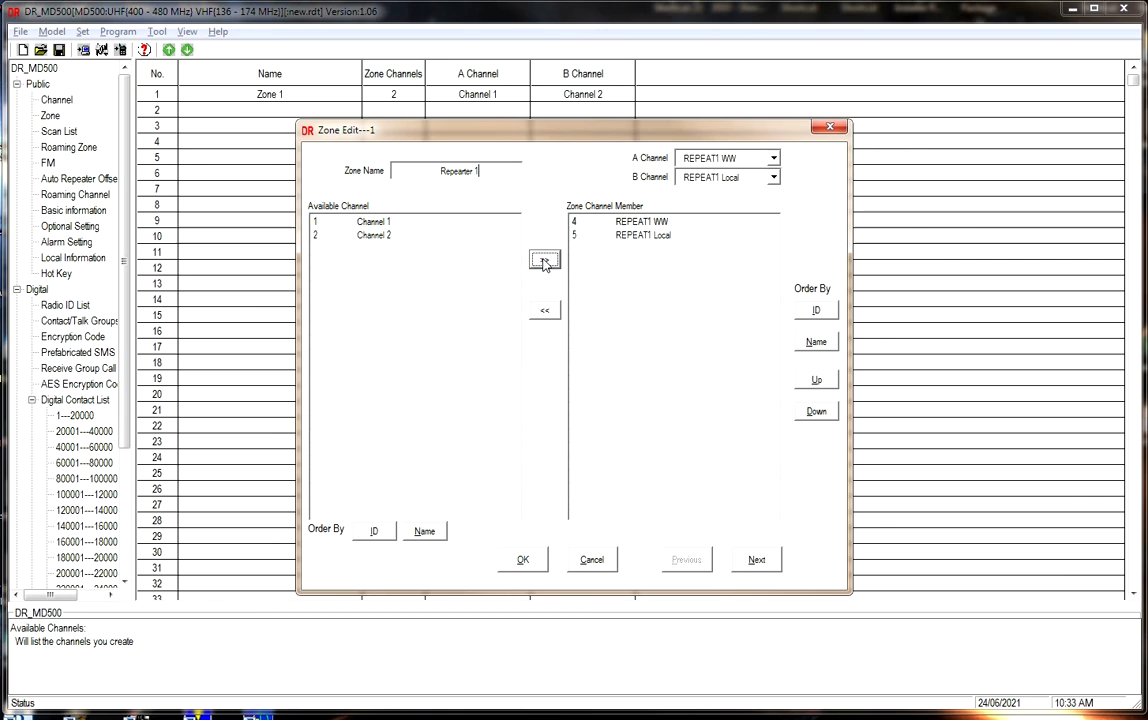 DR DR_MD500[MD500:UHF(400 - 480 MHz) VHF(136 - 174 MHz)][:new.rdt] Version:1.06
File Model Set Program Tool View Help
DR_MD500
Public
Channel
Zone
Scan List
Roaming Zone
FM
Auto Repeater Offse
Roaming Channel
Basic information
Optional Setting
Alarm Setting
Local Information
Hot Key
Digital
Radio ID List
Contact/Talk Groups
Encryption Code
Prefabricated SMS
Receive Group Call
AES Encryption Co
Digital Contact List
1---20000
20001---40000
40001---60000
60001---80000
80001---100000
100001---12000
120001---14000
140001---16000
160001---18000
180001---20000
200001---22000
No. Name Zone Channels A Channel B Channel
1 Zone 1 2 Channel 1 Channel 2
2
3
4
5
6
7
8
9
10
11
12
13
14
15
16
17
18
19
20
21
22
23
24
25
26
27
28
29
30
31
32
33
DR Zone Edit---1
Zone Name Repearter 1
A Channel REPEAT1 WW
B Channel REPEAT1 Local
Available Channel
1 Channel 1
2 Channel 2
>>
<<
Zone Channel Member
4 REPEAT1 WW
5 REPEAT1 Local
Order By
ID
Name
Up
Down
Order By ID Name
OK Cancel Previous Next
DR_MD500
Available Channels:
Will list the channels you create
Status 24/06/2021 10:33 AM